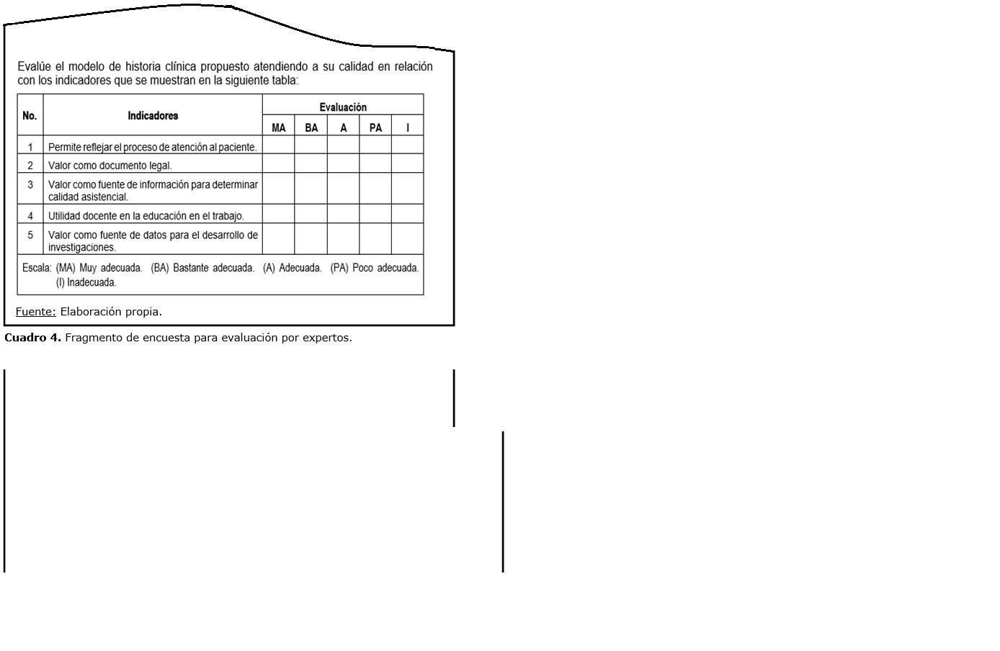 Evalúe el modelo de historia clínica propuesto atendiendo a su calidad en relación
con los indicadores que se muestran en la siguiente tabla:
No. Indicadores Evaluación
MA BA A PA I
1 Permite reflejar el proceso de atención al paciente.
2 Valor como documento legal.
3 Valor como fuente de información para determinar
calidad asistencial.
4 Utilidad docente en la educación en el trabajo.
5 Valor como fuente de datos para el desarrollo de
investigaciones.
Escala: (MA) Muy adecuada. (BA) Bastante adecuada. (A) Adecuada. (PA) Poco adecuada.
(I) Inadecuada.
Fuente: Elaboración propia.
Cuadro 4. Fragmento de encuesta para evaluación por expertos.